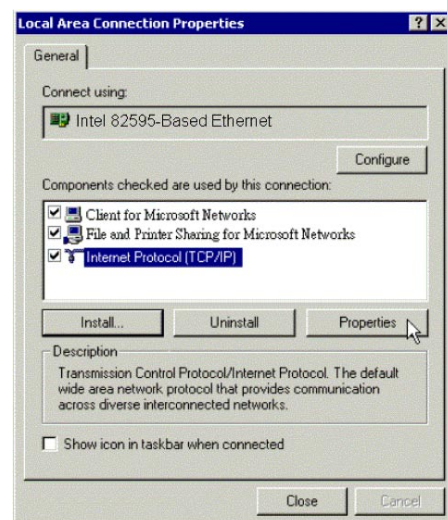 Local Area Connection Properties
General
Connect using:
Intel 82595-Based Ethernet
Configure
Components checked are used by this connection:
Client for Microsoft Networks
File and Printer Sharing for Microsoft Networks
Internet Protocol (TCP/IP)
Install...
Uninstall
Properties
Description
Transmission Control Protocol/Internet Protocol. The default
wide area network protocol that provides communication
across diverse interconnected networks.
Show icon in taskbar when connected
Close
Cancel